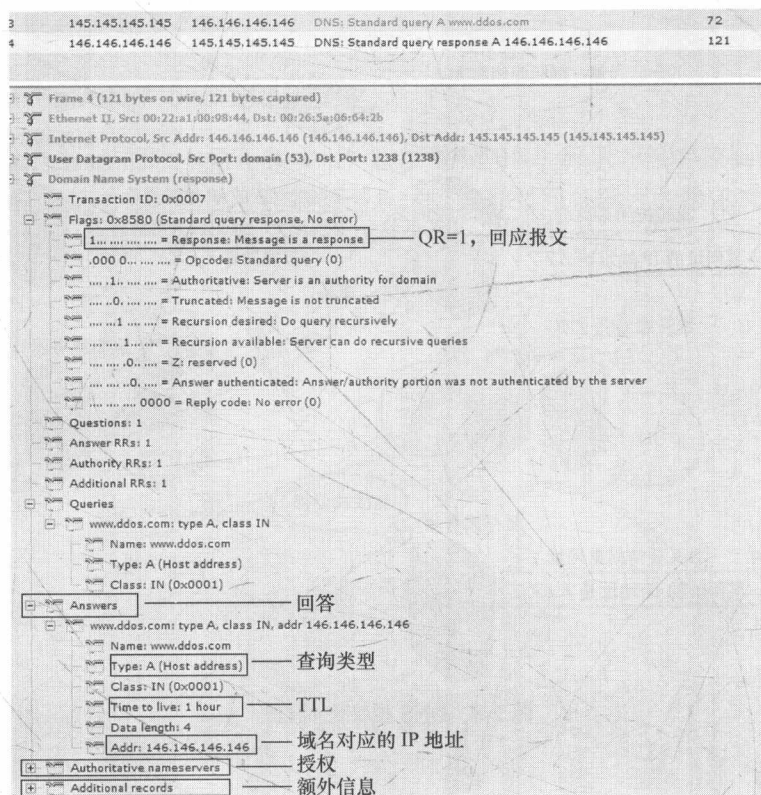 3 145.145.145.145 146.146.146.146 DNS: Standard query A www.ddos.com 72
4 146.146.146.146 145.145.145.145 DNS: Standard query response A 146.146.146.146 121
Frame 4 (121 bytes on wire, 121 bytes captured)
Ethernet II, Src: 00:22:a1:00:98:44, Dst: 00:26:5e:06:64:2b
Internet Protocol, Src Addr: 146.146.146.146 (146.146.146.146), Dst Addr: 145.145.145.145 (145.145.145.145)
User Datagram Protocol, Src Port: domain (53), Dst Port: 1238 (1238)
Domain Name System (response)
Transaction ID: 0x0007
Flags: 0x8580 (Standard query response, No error)
1... .... .... .... = Response: Message is a response QR=1，回应报文
.000 0... .... .... = Opcode: Standard query (0)
.... .1.. .... .... = Authoritative: Server is an authority for domain
.... ..0. .... .... = Truncated: Message is not truncated
.... ...1 .... .... = Recursion desired: Do query recursively
.... .... 1... .... = Recursion available: Server can do recursive queries
.... .... .0.. .... = Z: reserved (0)
.... .... ..0. .... = Answer authenticated: Answer/authority portion was not authenticated by the server
.... .... .... 0000 = Reply code: No error (0)
Questions: 1
Answer RRs: 1
Authority RRs: 1
Additional RRs: 1
Queries
www.ddos.com: type A, class IN
Name: www.ddos.com
Type: A (Host address)
Class: IN (0x0001)
Answers 回答
www.ddos.com: type A, class IN, addr 146.146.146.146
Name: www.ddos.com
Type: A (Host address) 查询类型
Class: IN (0x0001)
Time to live: 1 hour TTL
Data length: 4
Addr: 146.146.146.146 域名对应的 IP 地址
Authoritative nameservers 授权
Additional records 额外信息